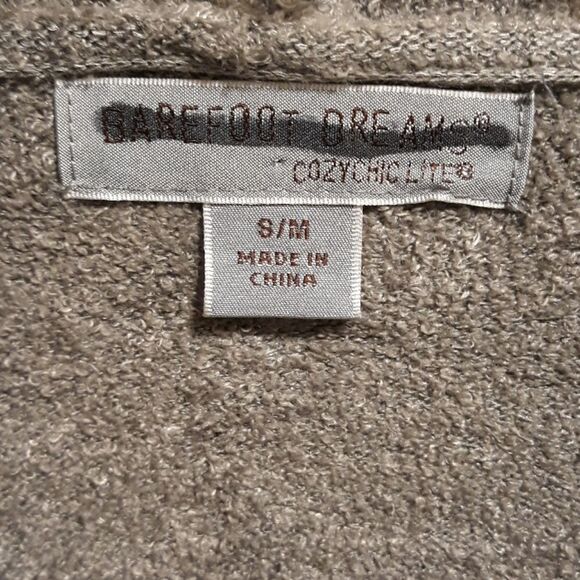 BAREFOOT DREAMS®
COZYCHIC LITE®
S/M
MADE IN
CHINA